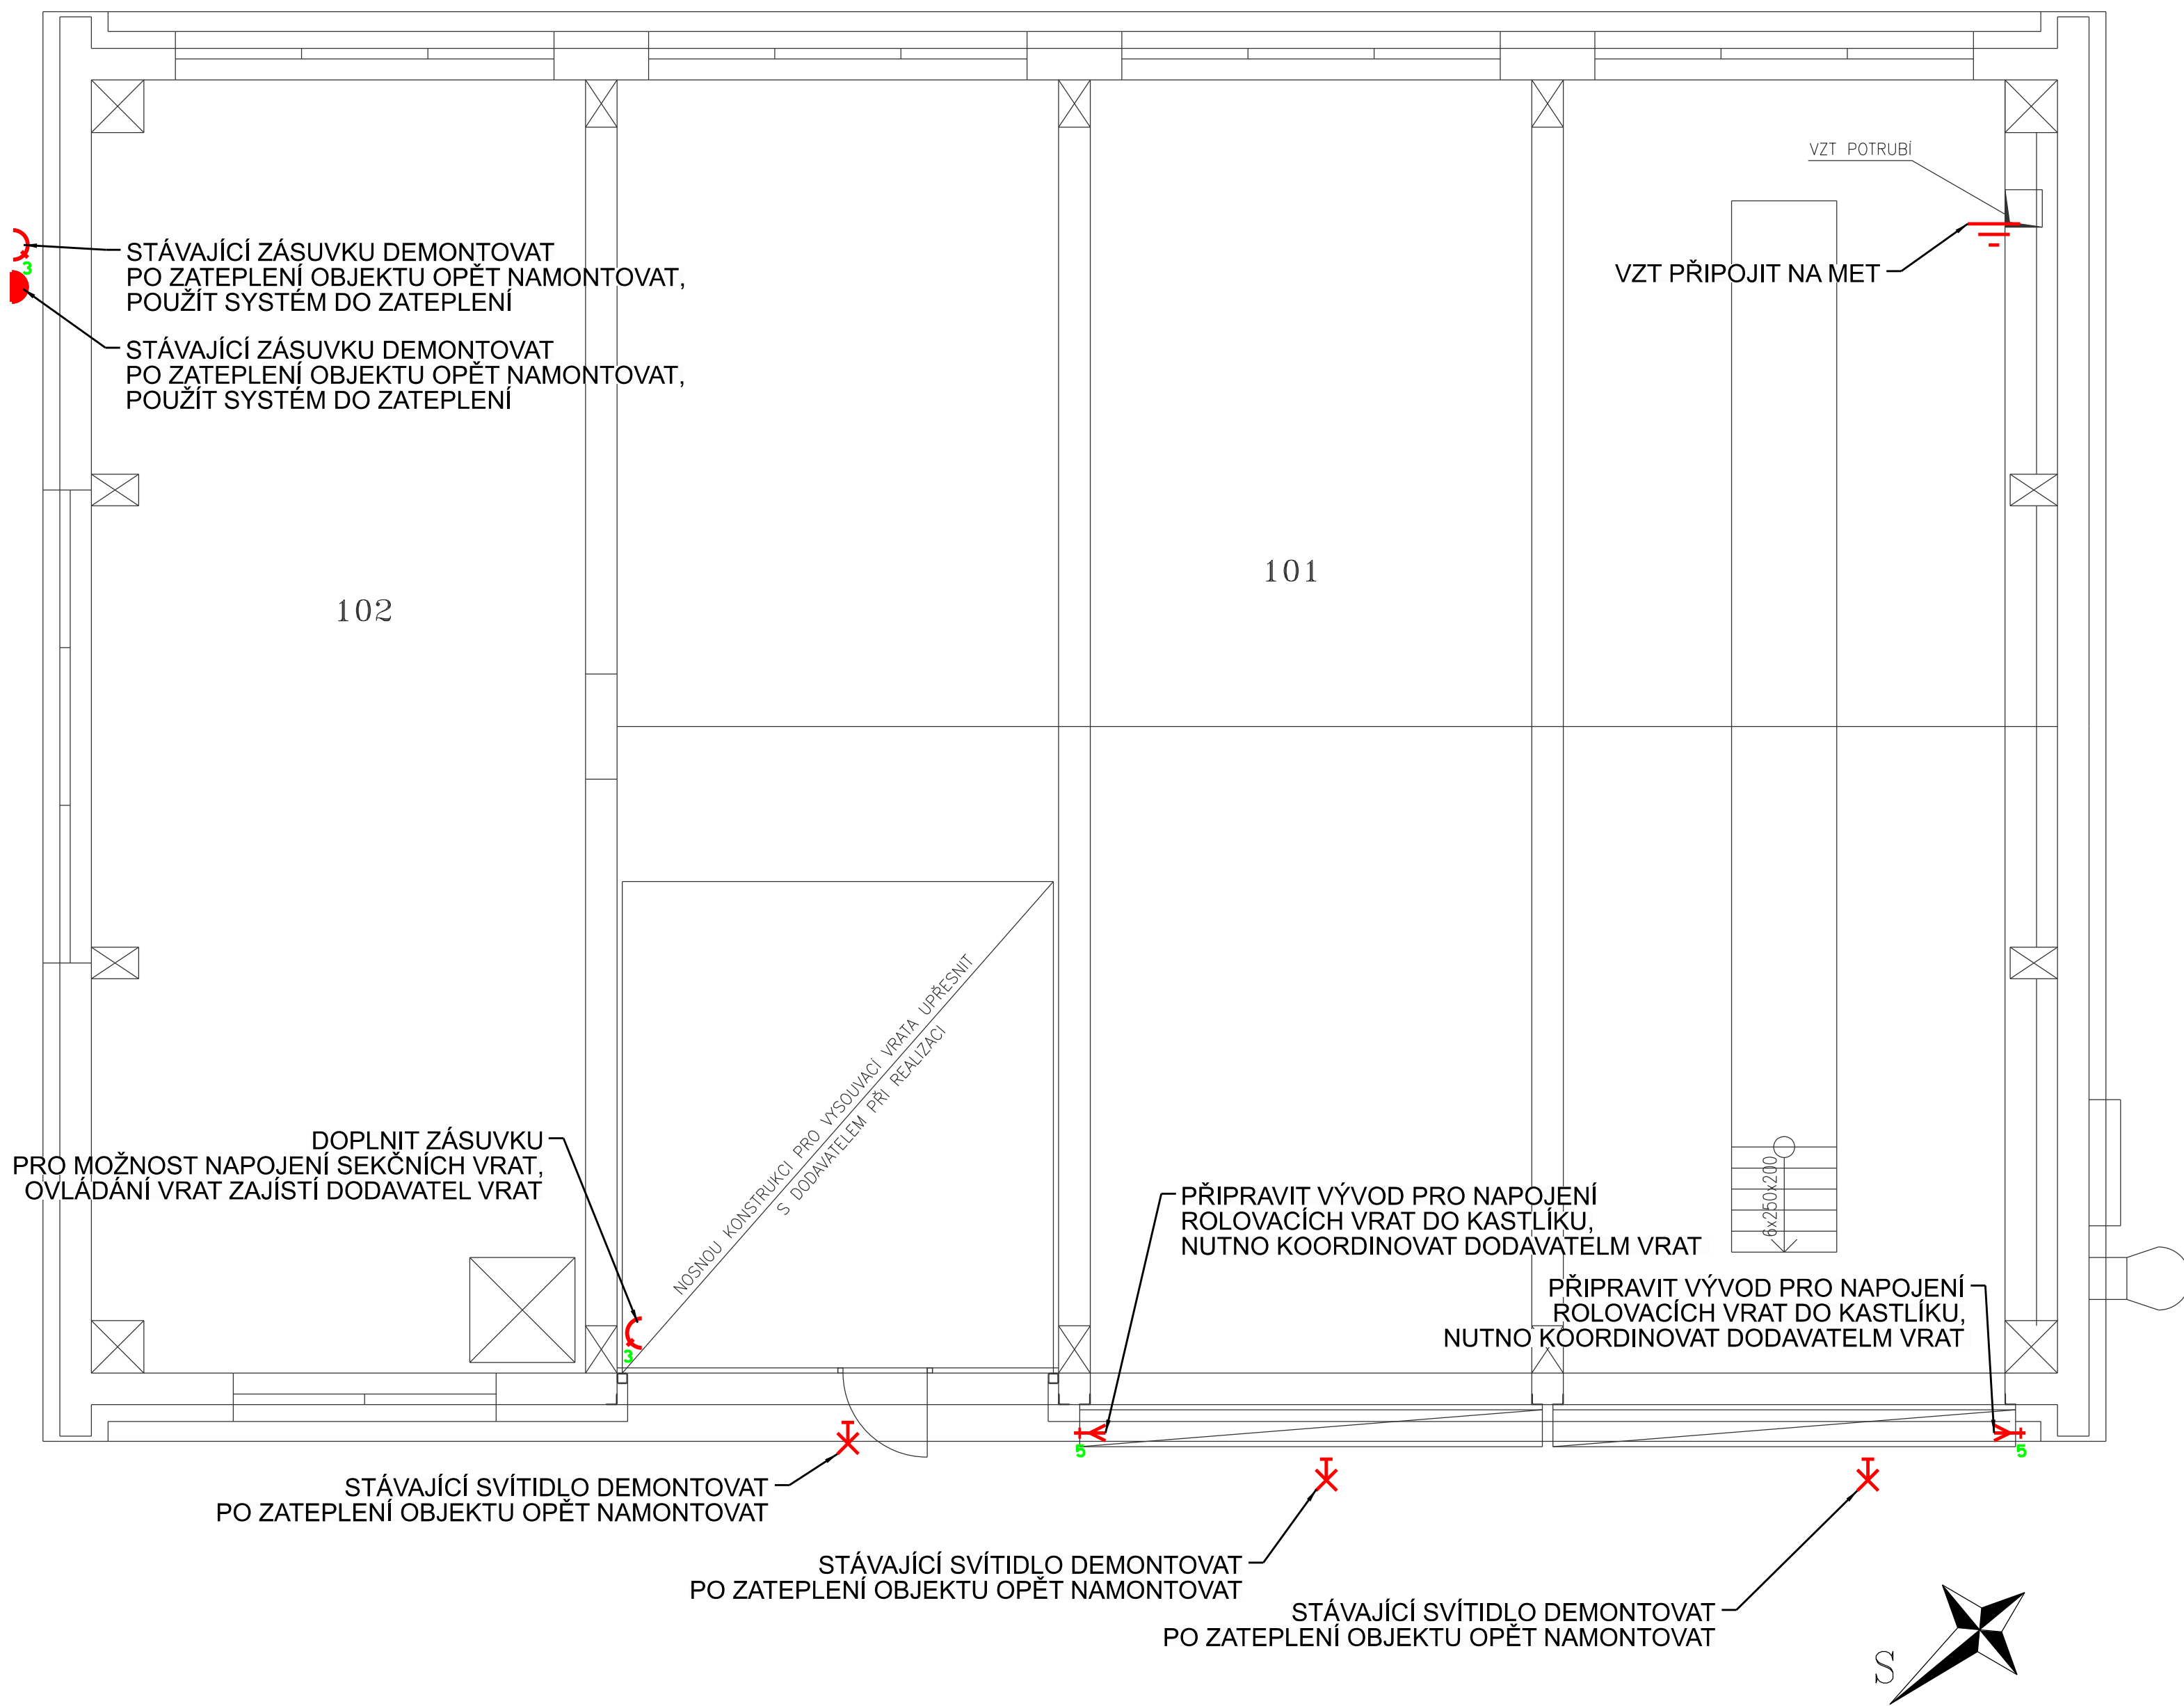 VZT POTRUBÍ
STÁVAJÍCÍ ZÁSUVKU DEMONTOVAT
PO ZATEPLENÍ OBJEKTU OPĚT NAMONTOVAT,
POUŽÍT SYSTÉM DO ZATEPLENÍ
3
VZT PŘIPOJIT NA MET
STÁVAJÍCÍ ZÁSUVKU DEMONTOVAT
PO ZATEPLENÍ OBJEKTU OPĚT NAMONTOVAT,
POUŽÍT SYSTÉM DO ZATEPLENÍ
101
102
NOSNOU KONSTRUKCI PRO VYSOUVACÍ VRATA UPŘESNIT
S DODAVATELEM PŘI REALIZACI
DOPLNIT ZÁSUVKU
PRO MOŽNOST NAPOJENÍ SEKČNÍCH VRAT,
OVLÁDÁNÍ VRAT ZAJÍSTÍ DODAVATEL VRAT
3
6x250x200
PŘIPRAVIT VÝVOD PRO NAPOJENÍ
ROLOVACÍCH VRAT DO KASTLÍKU,
NUTNO KOORDINOVAT DODAVATELM VRAT
PŘIPRAVIT VÝVOD PRO NAPOJENÍ
ROLOVACÍCH VRAT DO KASTLÍKU,
NUTNO KOORDINOVAT DODAVATELM VRAT
5
5
STÁVAJÍCÍ SVÍTIDLO DEMONTOVAT
PO ZATEPLENÍ OBJEKTU OPĚT NAMONTOVAT
STÁVAJÍCÍ SVÍTIDLO DEMONTOVAT
PO ZATEPLENÍ OBJEKTU OPĚT NAMONTOVAT
STÁVAJÍCÍ SVÍTIDLO DEMONTOVAT
PO ZATEPLENÍ OBJEKTU OPĚT NAMONTOVAT
S